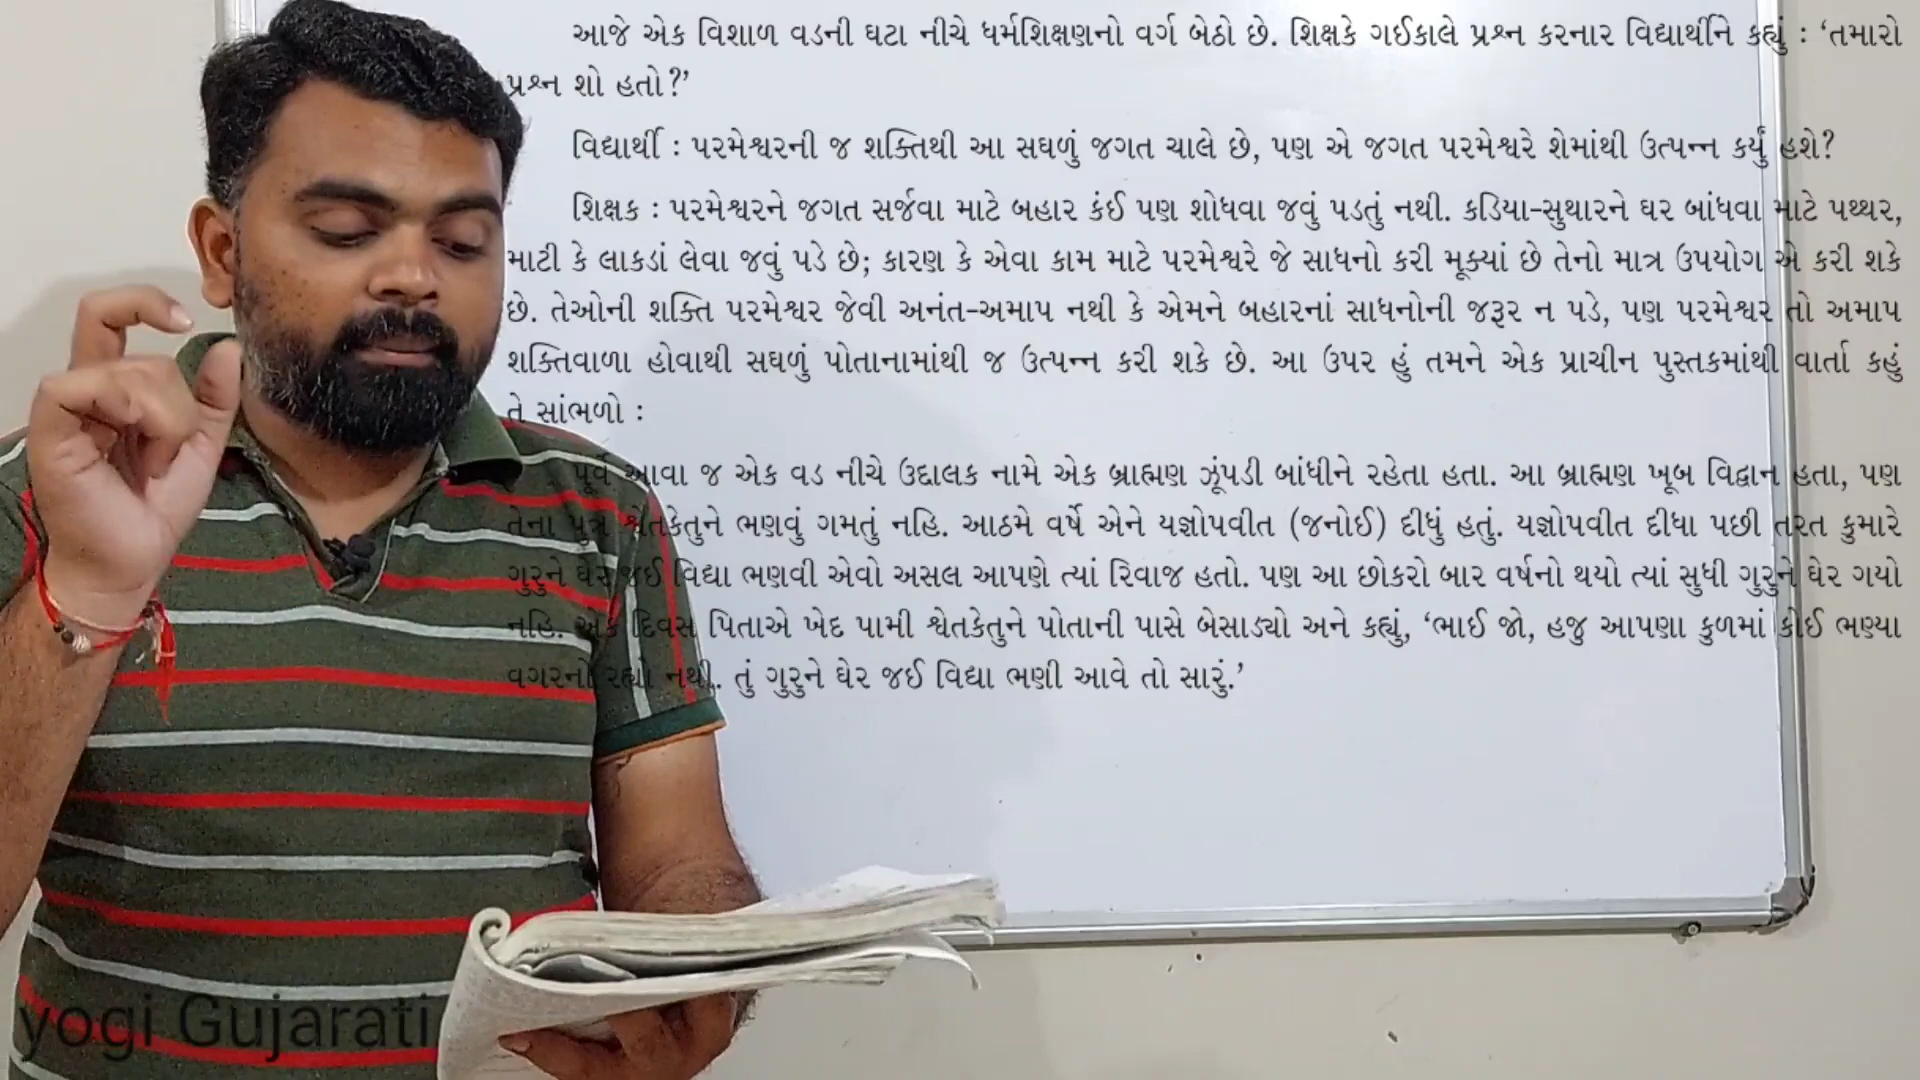 આજે એક વિશાળ વડની ઘટા નીચે ધર્મશિક્ષણનો વર્ગ બેઠો છે. શિક્ષકે ગઈકાલે પ્રશ્ન કરનાર વિદ્યાર્થીને કહ્યું : ‘તમારો
પ્રશ્ન શો હતો?’
વિદ્યાર્થી : પરમેશ્વરની જ શક્તિથી આ સઘળું જગત ચાલે છે, પણ એ જગત પરમેશ્વરે શેમાંથી ઉત્પન્ન કર્યું હશે?
શિક્ષક : પરમેશ્વરને જગત સર્જવા માટે બહાર કંઈ પણ શોધવા જવું પડતું નથી. કડિયા-સુથારને ઘર બાંધવા માટે પથ્થર,
માટી કે લાકડાં લેવા જવું પડે છે; કારણ કે એવા કામ માટે પરમેશ્વરે જે સાધનો કરી મૂક્યાં છે તેનો માત્ર ઉપયોગ એ કરી શકે
છે. તેઓની શક્તિ પરમેશ્વર જેવી અનંત-અમાપ નથી કે એમને બહારનાં સાધનોની જરૂર ન પડે, પણ પરમેશ્વર તો અમાપ
શક્તિવાળા હોવાથી સઘળું પોતાનામાંથી જ ઉત્પન્ન કરી શકે છે. આ ઉપર હું તમને એક પ્રાચીન પુસ્તકમાંથી વાર્તા કહું
તે સાંભળો :
પૂર્વે આવા જ એક વડ નીચે ઉદ્દાલક નામે એક બ્રાહ્મણ ઝૂંપડી બાંધીને રહેતા હતા. આ બ્રાહ્મણ ખૂબ વિદ્વાન હતા, પણ
તેના પુત્ર શ્વેતકેતુને ભણવું ગમતું નહિ. આઠમે વર્ષે એને યજ્ઞોપવીત (જનોઈ) દીધું હતું. યજ્ઞોપવીત દીધા પછી તરત કુમારે
ગુરુને ઘેર જઈ વિદ્યા ભણવી એવો અસલ આપણે ત્યાં રિવાજ હતો. પણ આ છોકરો બાર વર્ષનો થયો ત્યાં સુધી ગુરુને ઘેર ગયો
નહિ. એક દિવસ પિતાએ ખેદ પામી શ્વેતકેતુને પોતાની પાસે બેસાડ્યો અને કહ્યું, ‘ભાઈ જો, હજુ આપણા કુળમાં કોઈ ભણ્યા
વગરનો રહ્યો નથી. તું ગુરુને ઘેર જઈ વિદ્યા ભણી આવે તો સારું.’
yogi Gujarati